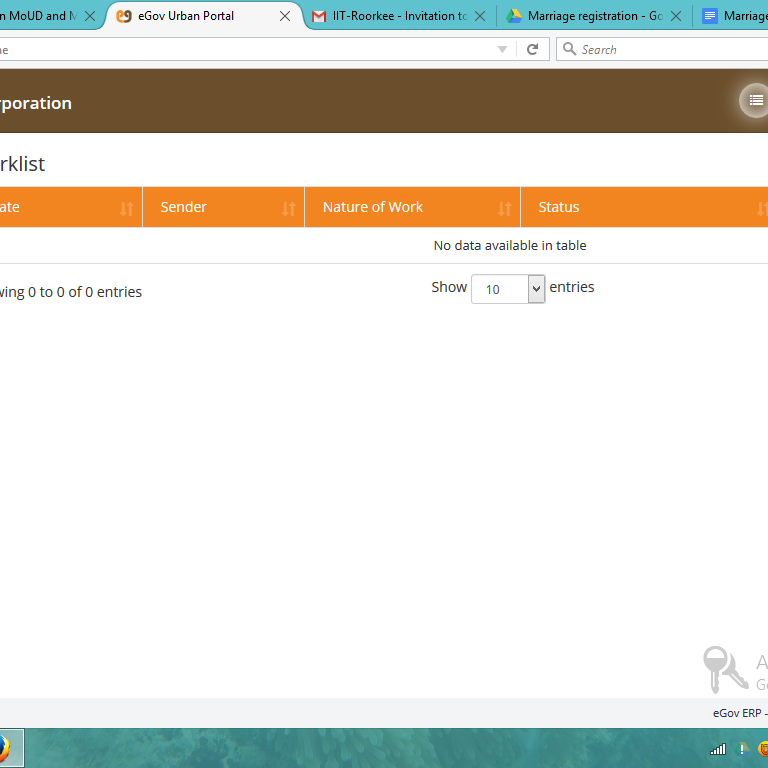 n MoUD and M
eGov Urban Portal
IIT-Roorkee - Invitation to
Marriage registration - Go
Marriage
ne
Search
rporation
rklist
ate
Sender
Nature of Work
Status
No data available in table
wing 0 to 0 of 0 entries
Show 10 entries
A
Go
eGov ERP -